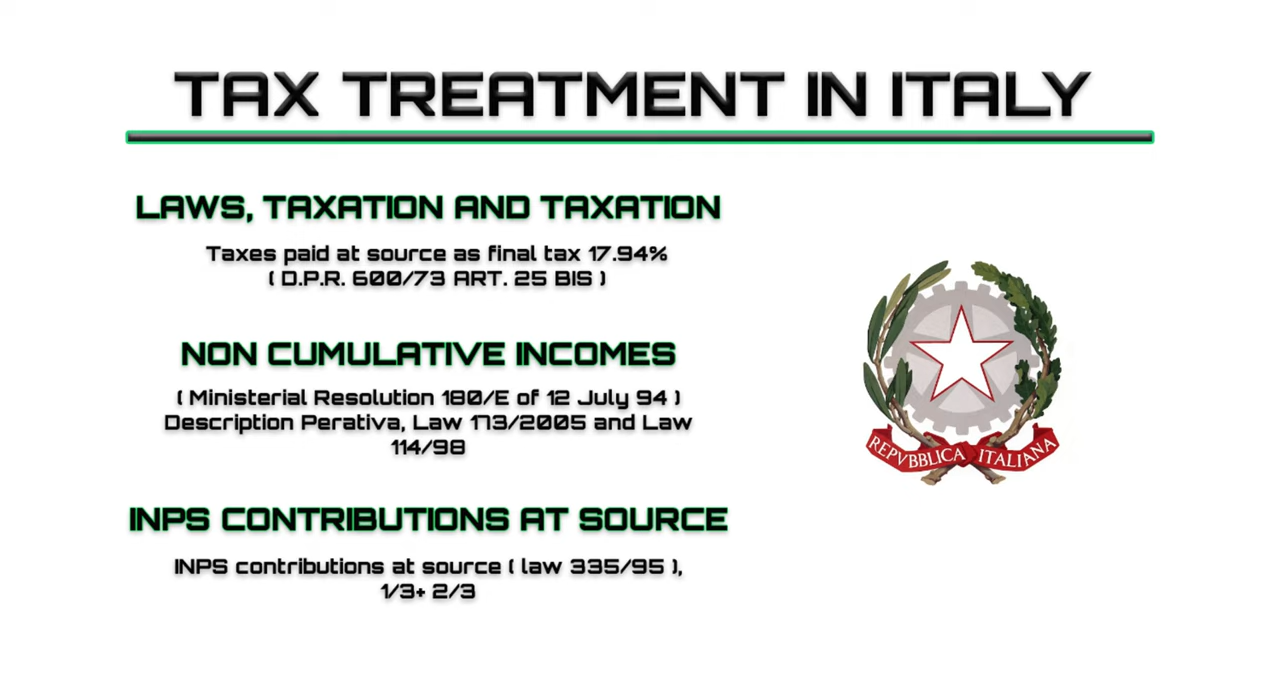 TAX TREATMENT IN ITALY
LAWS, TAXATION AND TAXATION
Taxes paid at source as final tax 17.94%
( D.P.R. 600/73 ART. 25 BIS )
NON CUMULATIVE INCOMES
( Ministerial Resolution 180/E of 12 July 94 )
Description Perativa, Law 173/2005 and Law
114/98
INPS CONTRIBUTIONS AT SOURCE
INPS contributions at source ( law 335/95 ),
1/3+ 2/3
REPVBBLICA ITALIANA